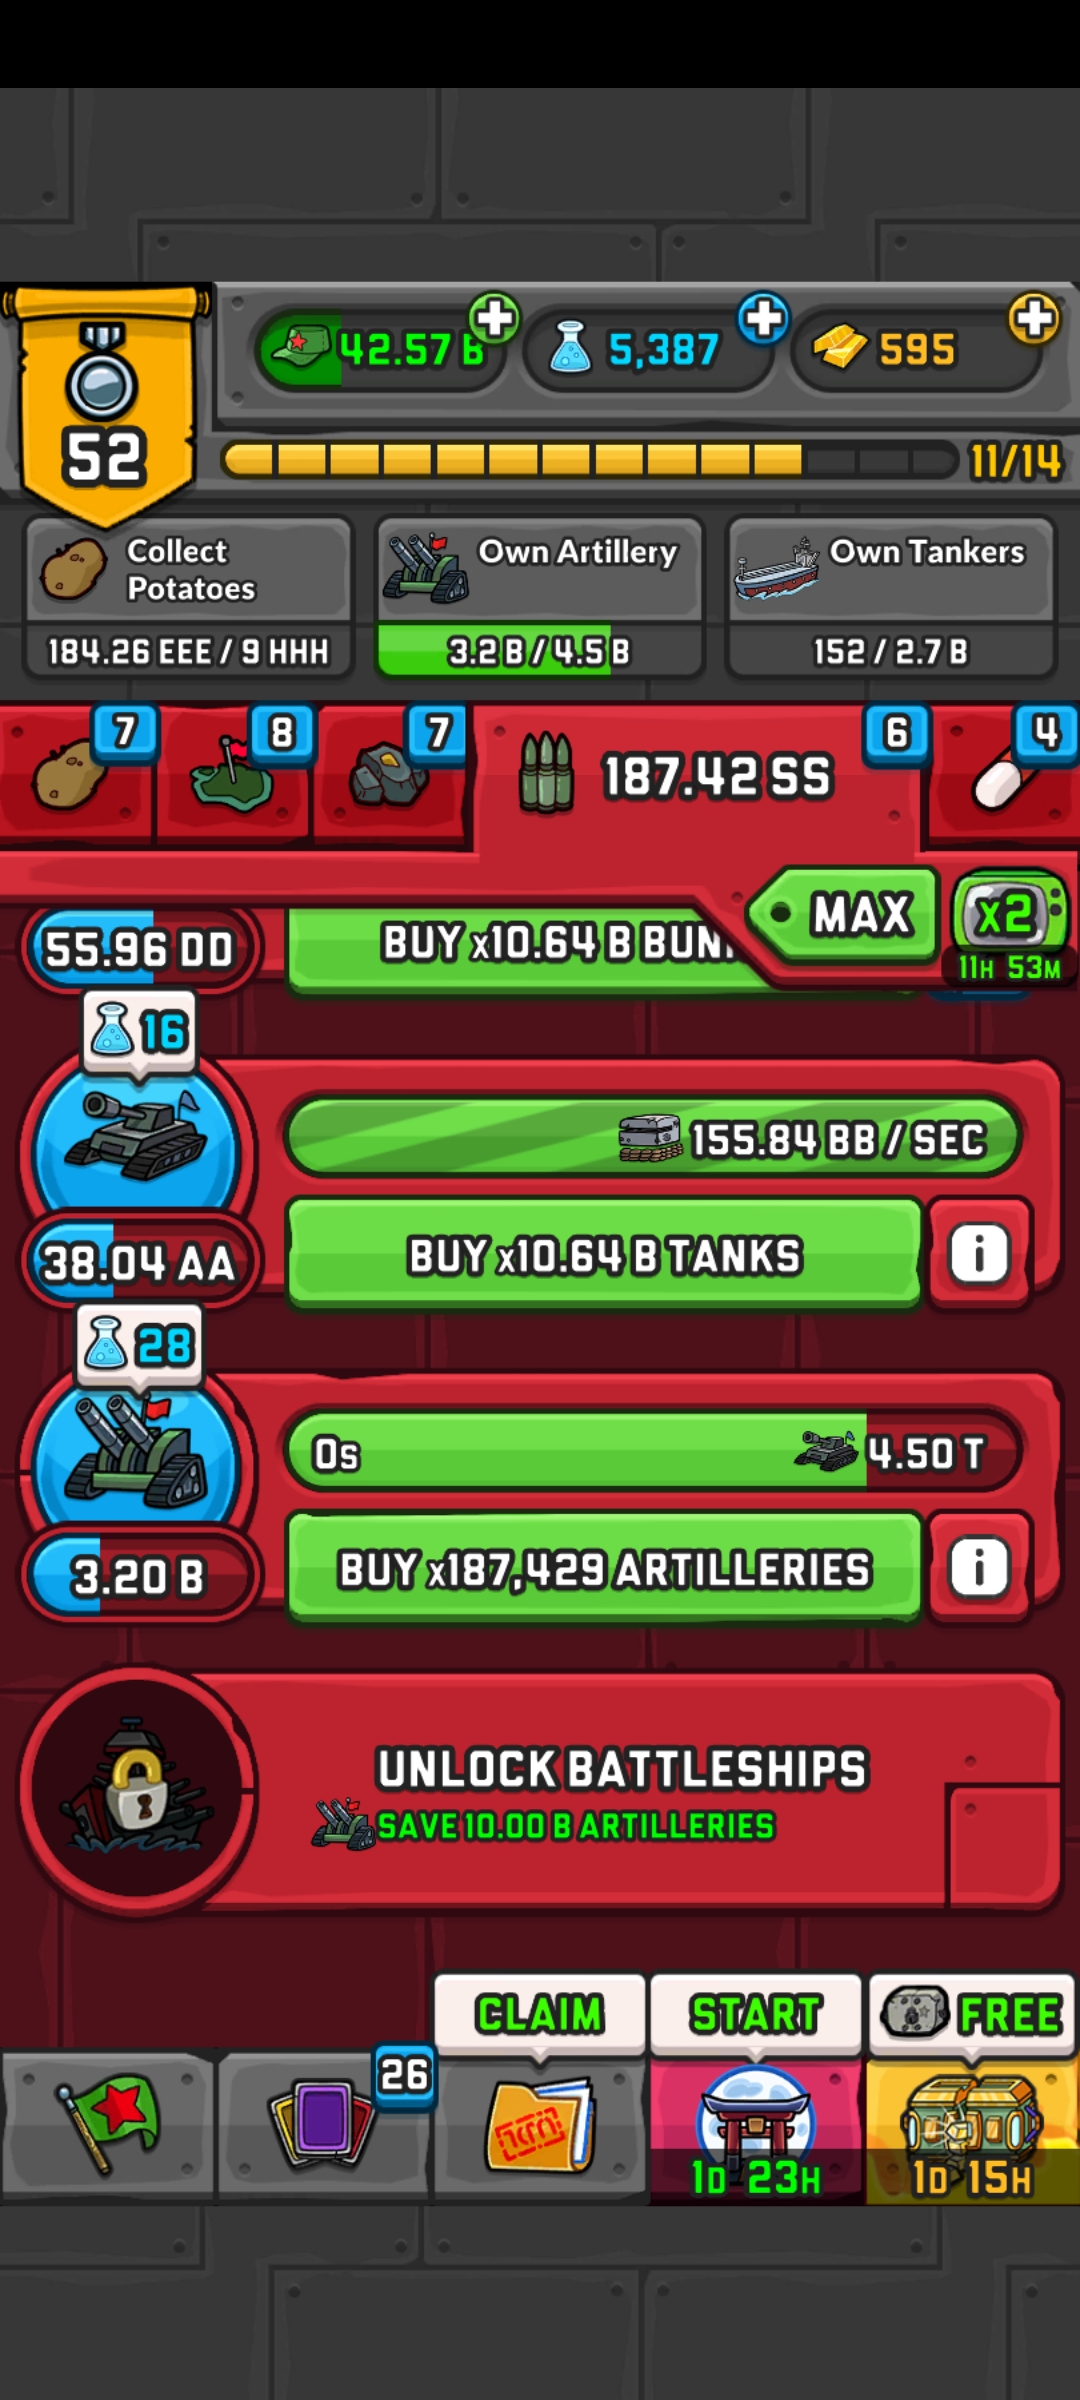 42.57 B
5,387
595
52
11/14
Collect
Potatoes
184.26 EEE / 9 HHH
Own Artillery
3.2 B / 4.5 B
Own Tankers
152 / 2.7 B
7
8
7
187.42 SS
6
4
MAX
x2
11H 53M
55.96 DD
BUY x10.64 B
16
155.84 BB / SEC
38.04 AA
BUY x10.64 B TANKS
i
28
0s
4.50 T
3.20 B
BUY x187,429 ARTILLERIES
i
UNLOCK BATTLESHIPS
SAVE 10.00 B ARTILLERIES
CLAIM
START
FREE
26
1D 23H
1D 15H